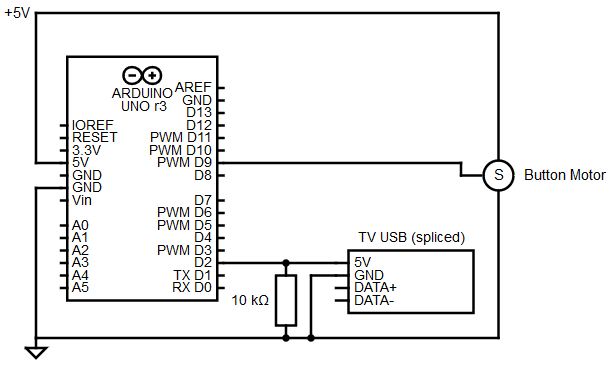 +5V
ARDUINO
UNO r3
AREF
GND
D13
IOREF D12
RESET PWM D11
3.3V PWM D10
5V PWM D9
GND D8
GND
Vin D7
PWM D6
A0 PWM D5
A1 D4
A2 PWM D3
A3 D2
A4 TX D1
A5 RX D0
S Button Motor
TV USB (spliced)
5V
GND
DATA+
DATA-
10 kΩ